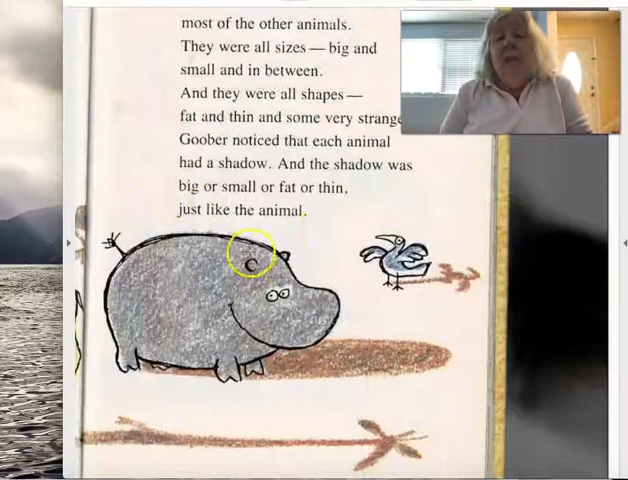 most of the other animals.
They were all sizes — big and
small and in between.
And they were all shapes —
fat and thin and some very strange
Goober noticed that each animal
had a shadow. And the shadow was
big or small or fat or thin,
just like the animal.